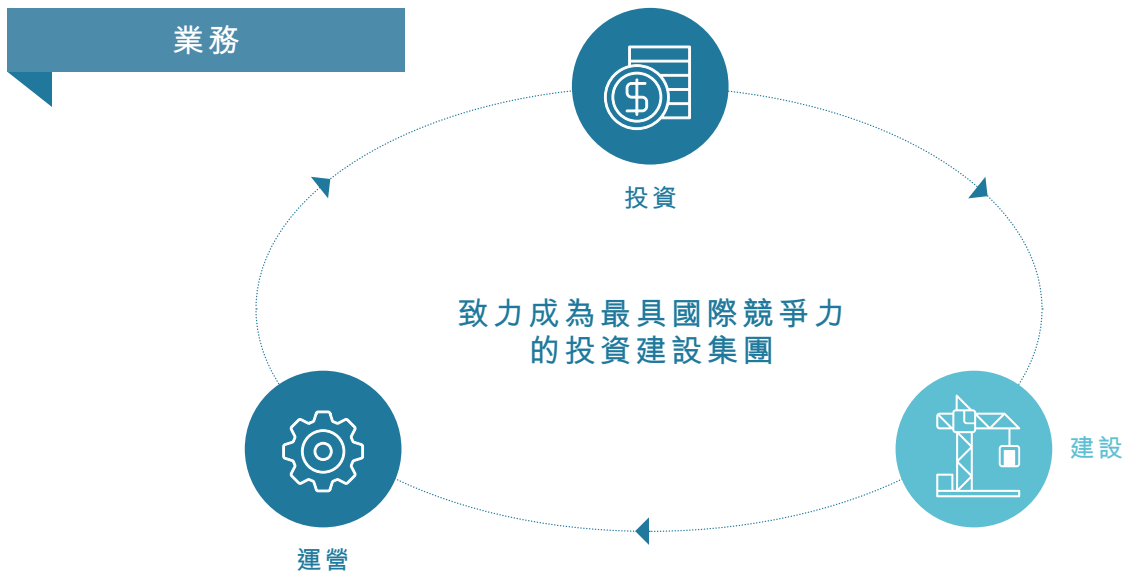 業務
投資
致力成為最具國際競爭力
的投資建設集團
建設
運營